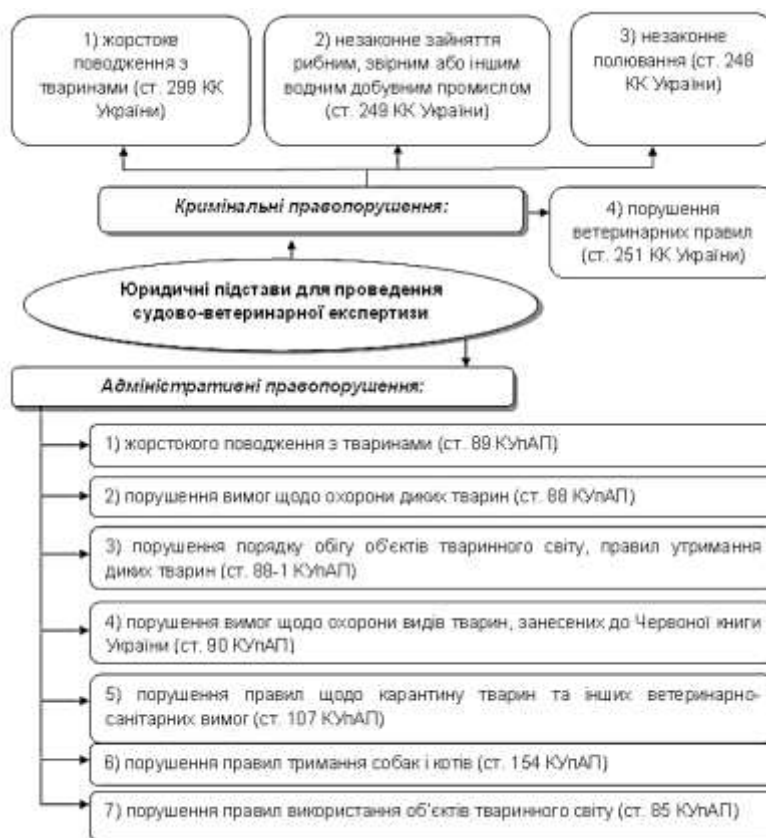 1) жорстоке
поводження з
тваринами (ст. 299 КК
України)
2) незаконне зайняття
рибним, звірним або іншим
водним добувним промислом
(ст. 249 КК України)
3) незаконне
полювання (ст. 248
КК України)
Кримінальні правопорушення:
4) порушення
ветеринарних правил
(ст. 251 КК України)
Юридичні підстави для проведення
судово-ветеринарної експертизи
Адміністративні правопорушення:
1) жорстокого поводження з тваринами (ст. 89 КУпАП)
2) порушення вимог щодо охорони диких тварин (ст. 88 КУпАП)
3) порушення порядку обігу об'єктів тваринного світу, правил утримання
диких тварин (ст. 88-1 КУпАП)
4) порушення вимог щодо охорони видів тварин, занесених до Червоної книги
України (ст. 90 КУпАП)
5) порушення правил щодо карантину тварин та інших ветеринарно-
санітарних вимог (ст. 107 КУпАП)
6) порушення правил тримання собак і котів (ст. 154 КУпАП)
7) порушення правил використання об'єктів тваринного світу (ст. 85 КУпАП)